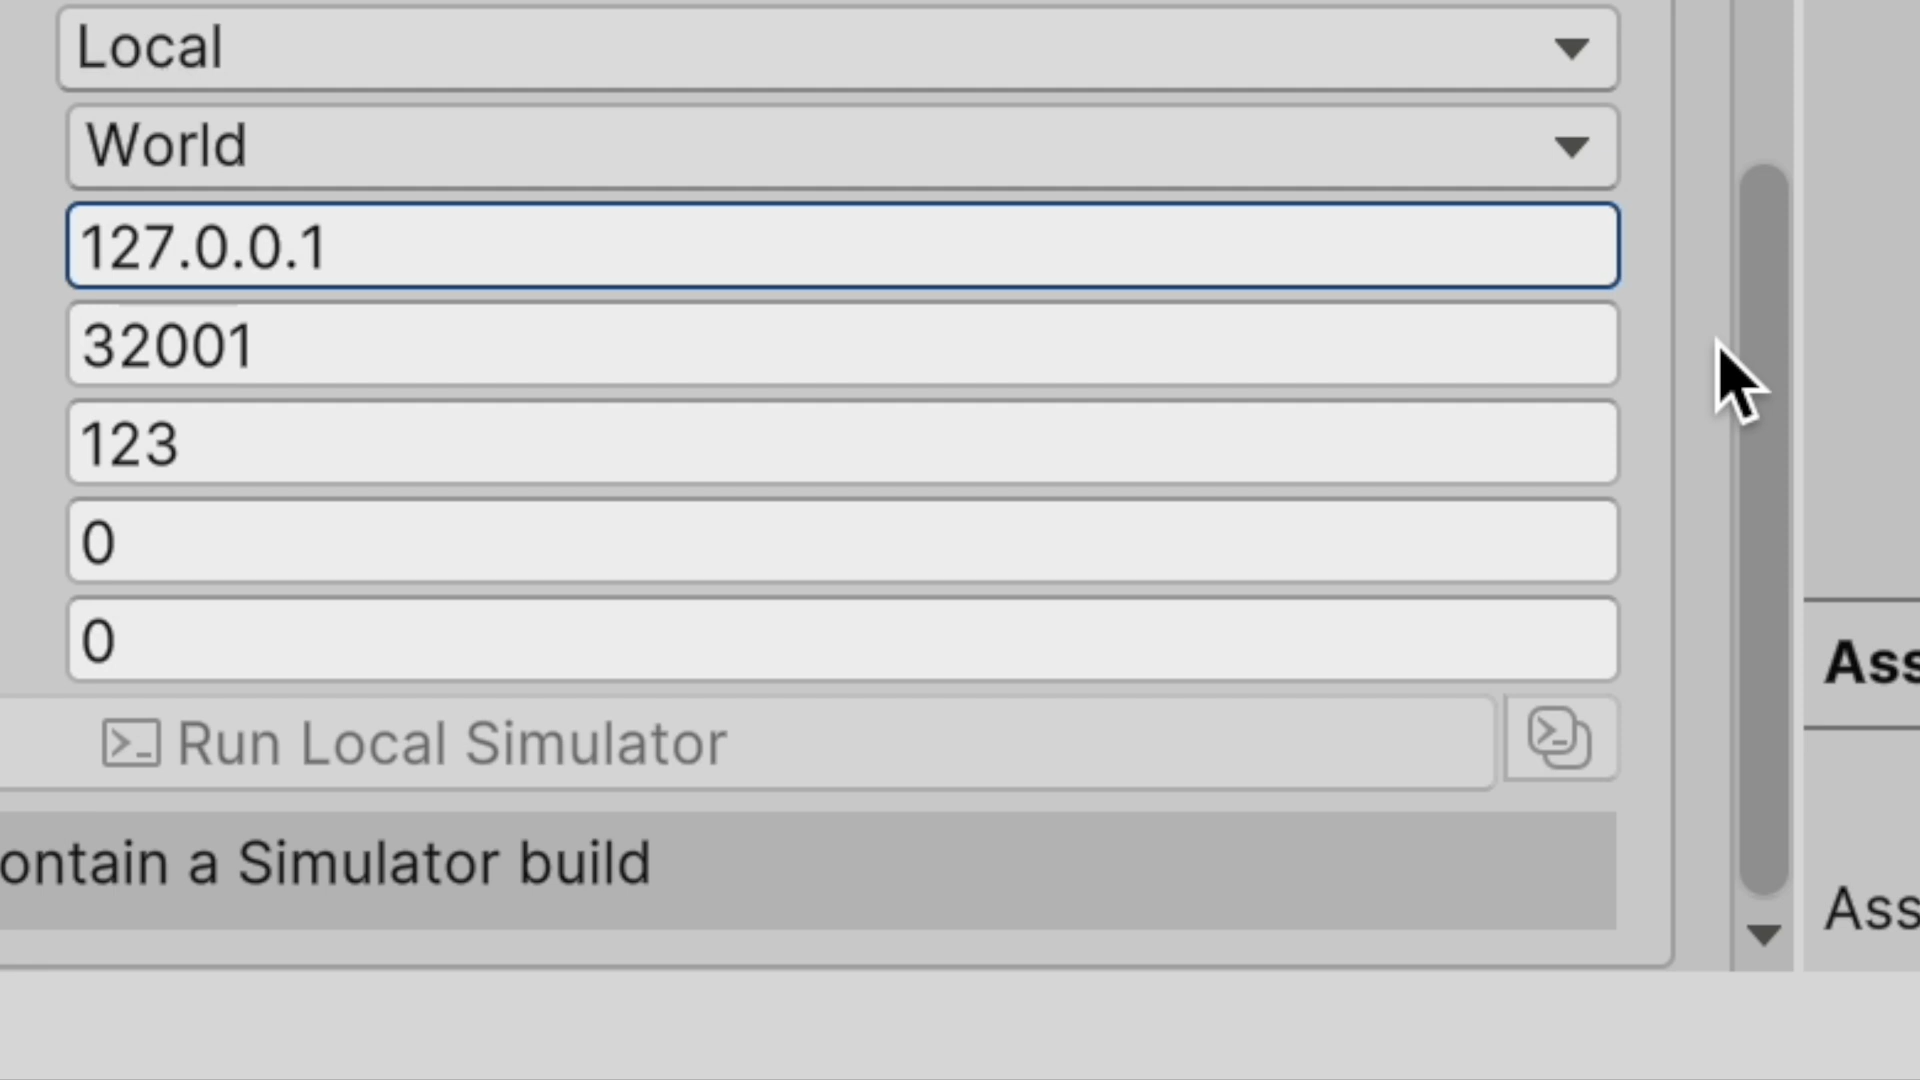 Local
World
127.0.0.1
32001
123
0
0
Run Local Simulator
ontain a Simulator build
Ass
Ass